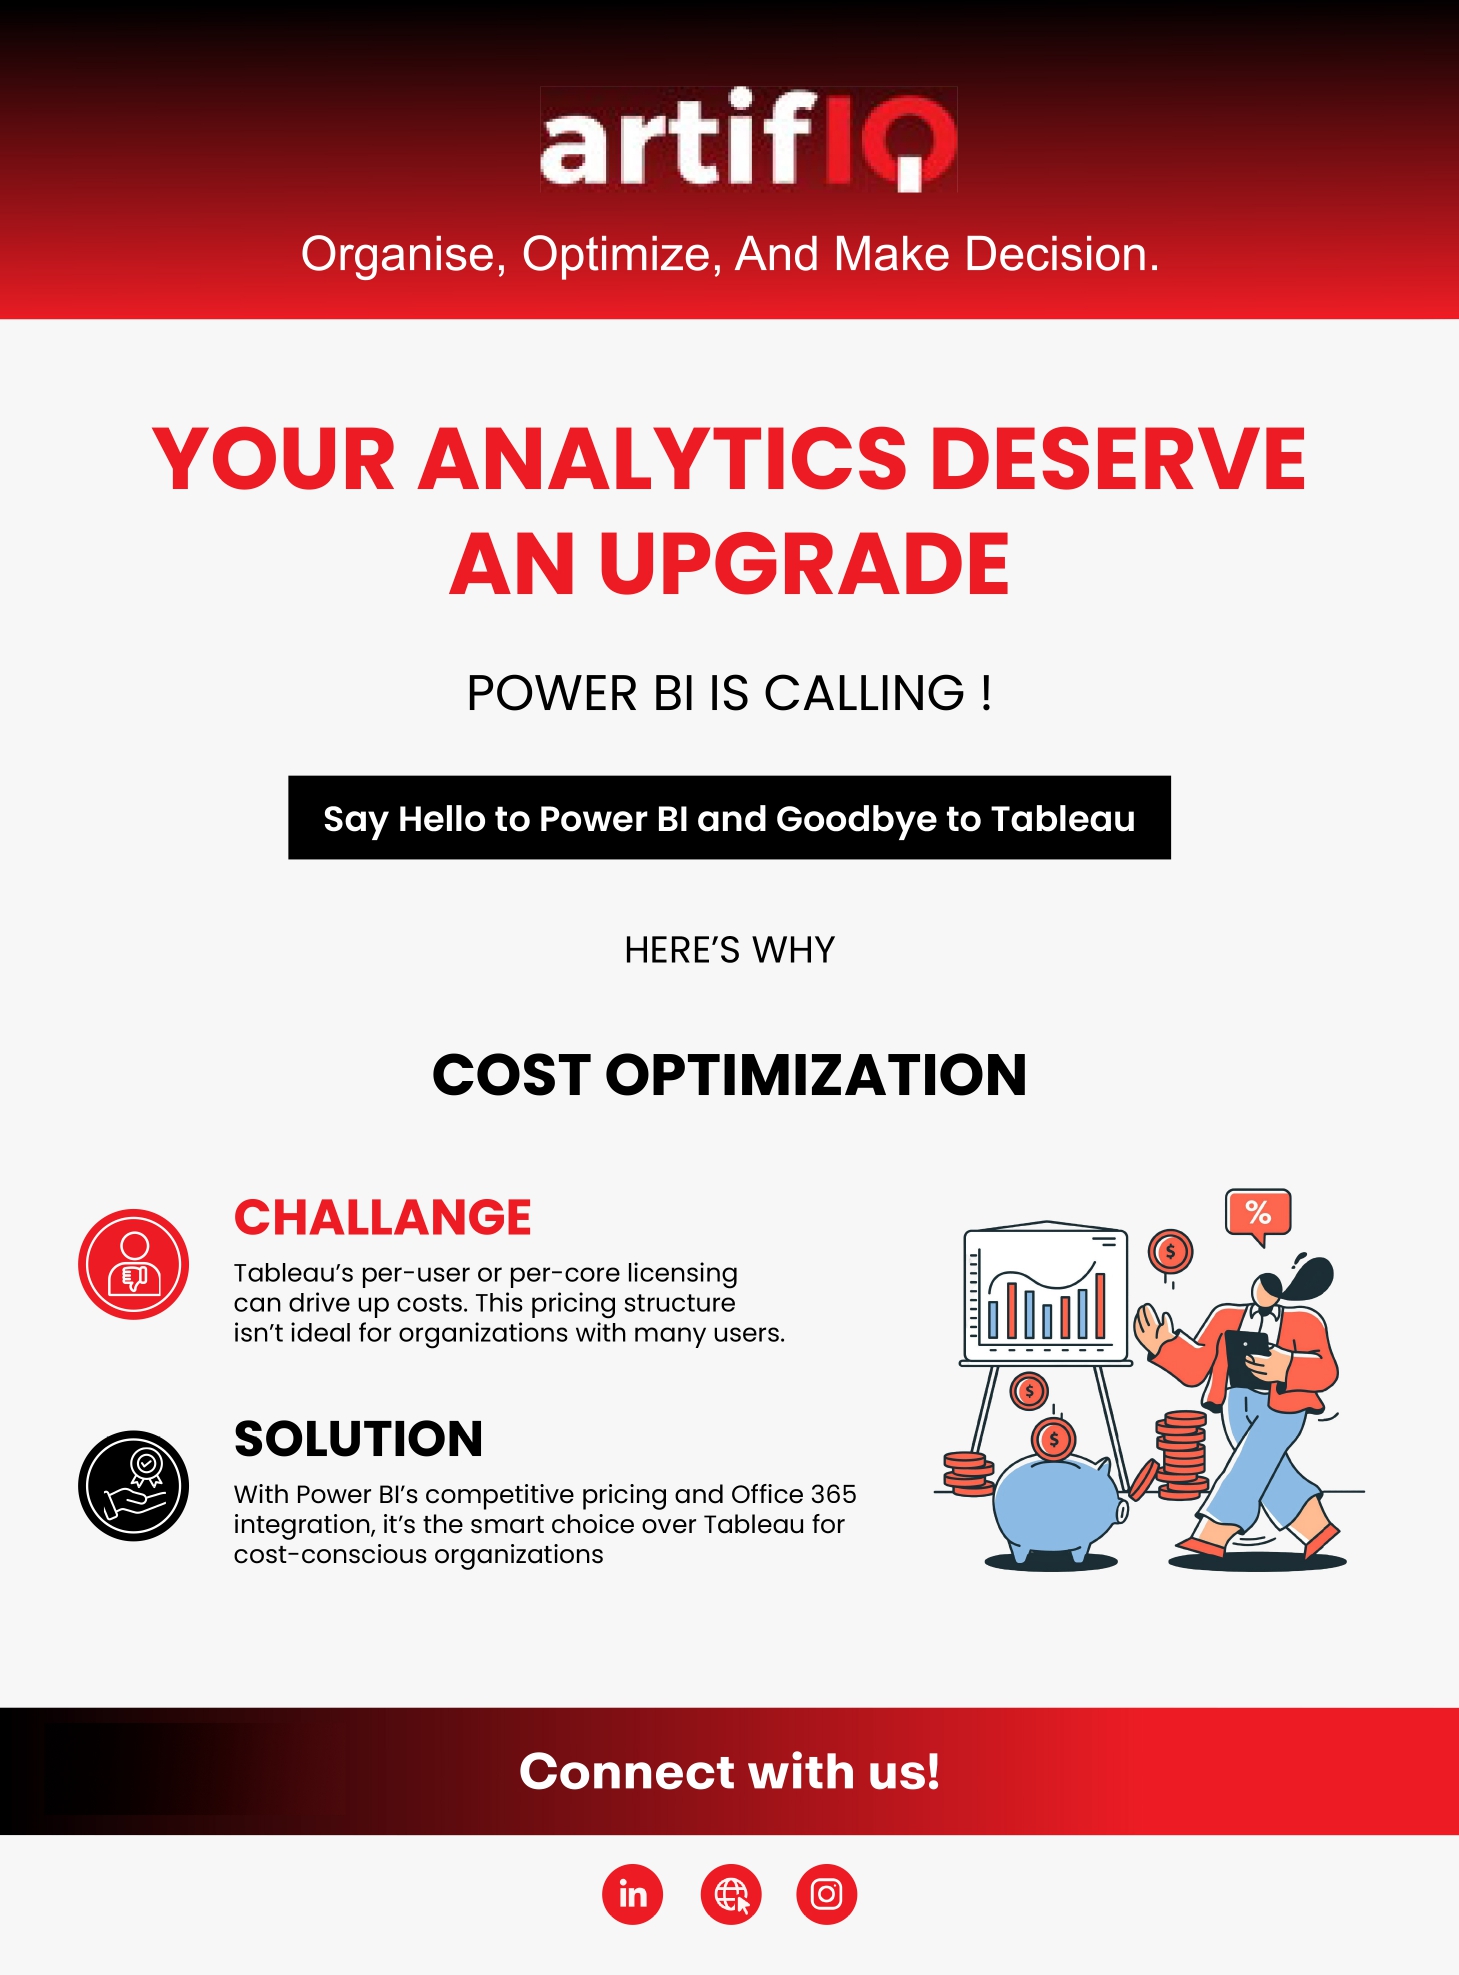 artifIQ
Organise, Optimize, And Make Decision.
YOUR ANALYTICS DESERVE
AN UPGRADE
POWER BI IS CALLING !
Say Hello to Power BI and Goodbye to Tableau
HERE’S WHY
COST OPTIMIZATION
CHALLANGE
Tableau’s per-user or per-core licensing
can drive up costs. This pricing structure
isn’t ideal for organizations with many users.
SOLUTION
With Power BI’s competitive pricing and Office 365
integration, it’s the smart choice over Tableau for
cost-conscious organizations
%
$
$
$
Connect with us!
in